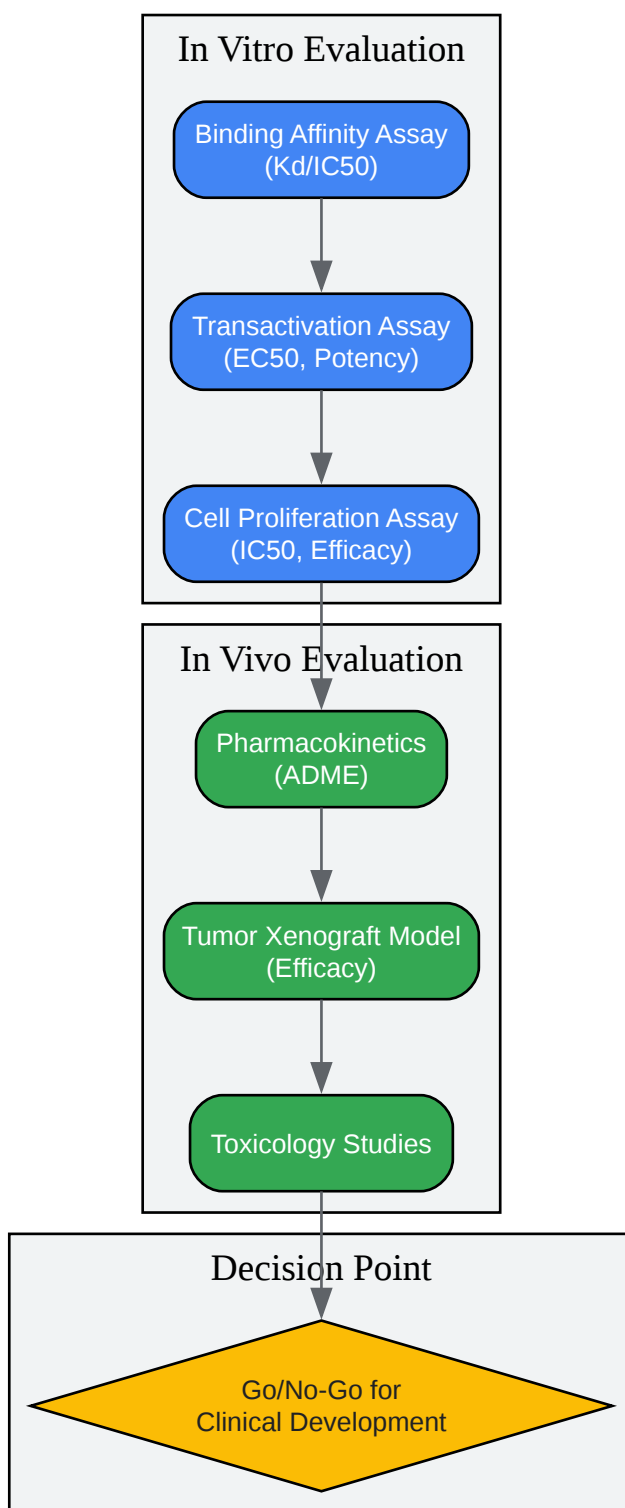 In Vitro Evaluation
Binding Affinity Assay
(Kd/IC50)
Transactivation Assay
(EC50, Potency)
Cell Proliferation Assay
(IC50, Efficacy)
In Vivo Evaluation
Pharmacokinetics
(ADME)
Tumor Xenograft Model
(Efficacy)
Toxicology Studies
Decision Point
Go/No-Go for
Clinical Development